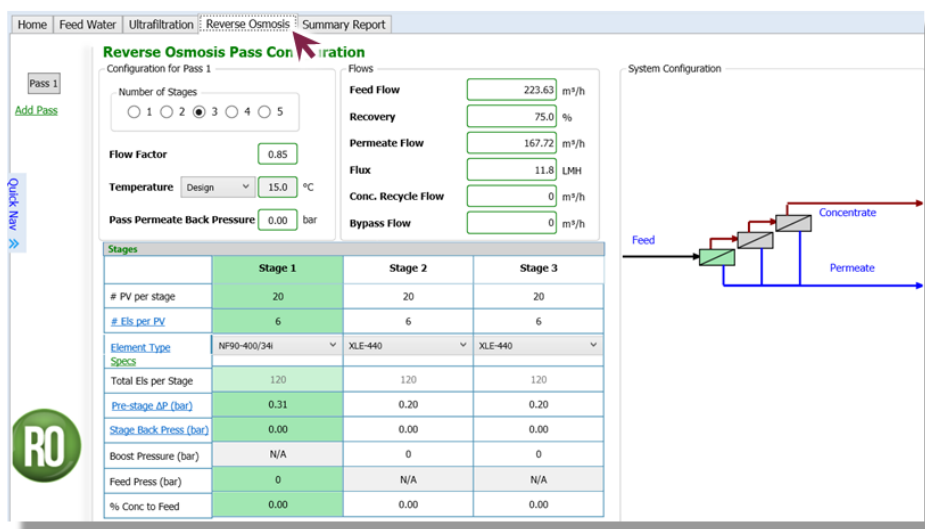 Home Feed Water Ultrafiltration Reverse Osmosis Summary Report
Reverse Osmosis Pass Con ration
Pass 1
Add Pass
Quick Nav »
RO
Configuration for Pass 1
Number of Stages
1 2 3 4 5
Flow Factor 0.85
Temperature Design 15.0 °C
Pass Permeate Back Pressure 0.00 bar
Flows
Feed Flow 223.63 m³/h
Recovery 75.0 %
Permeate Flow 167.72 m³/h
Flux 11.8 LMH
Conc. Recycle Flow 0 m³/h
Bypass Flow 0 m³/h
System Configuration
Feed
Concentrate
Permeate
Stages
Stage 1 Stage 2 Stage 3
# PV per stage 20 20 20
# Els per PV 6 6 6
Element Type NF90-400/34i XLE-440 XLE-440
Specs
Total Els per Stage 120 120 120
Pre-stage ΔP (bar) 0.31 0.20 0.20
Stage Back Press (bar) 0.00 0.00 0.00
Boost Pressure (bar) N/A 0 0
Feed Press (bar) 0 N/A N/A
% Conc to Feed 0.00 0.00 0.00